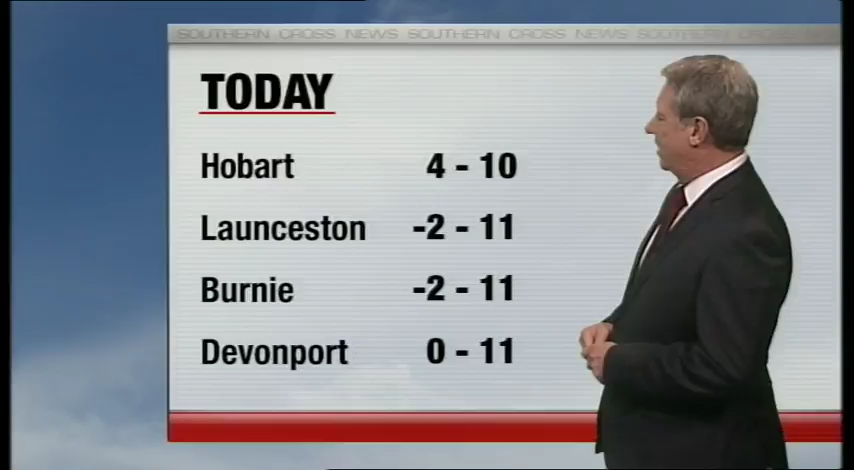 SOUTHERN CROSS NEWS SOUTHERN CROSS NEWS SOUTHERN CROSS
TODAY
Hobart 4 - 10
Launceston -2 - 11
Burnie -2 - 11
Devonport 0 - 11